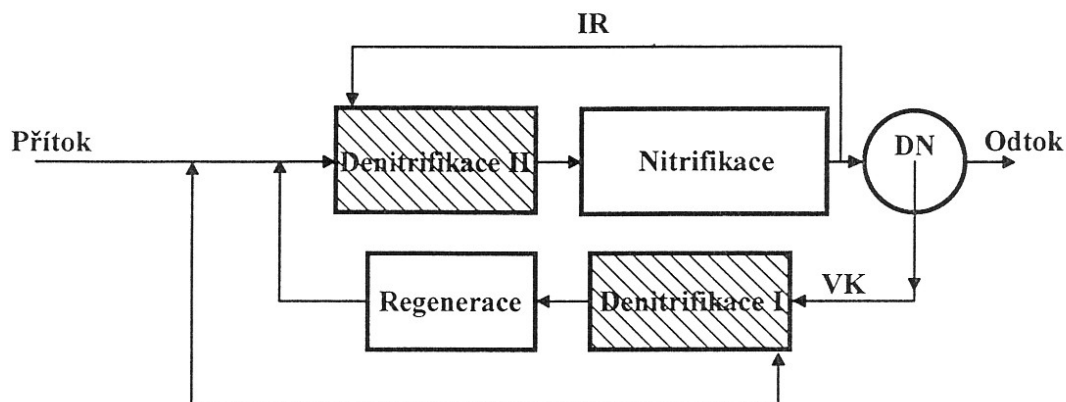 IR
Přítok
Denitrifikace II
Nitrifikace
DN
Odtok
Regenerace
Denitrifikace I
VK